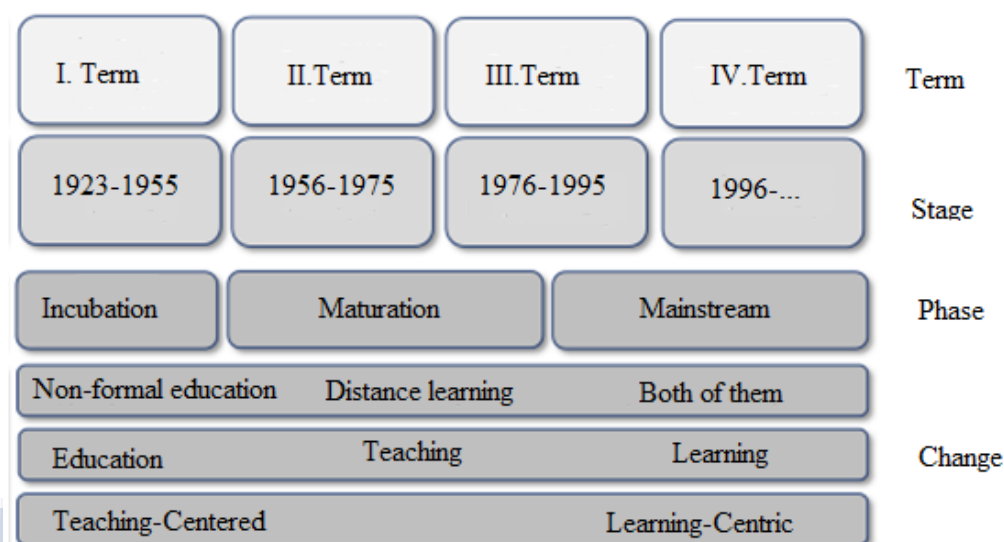 I. Term II.Term III.Term IV.Term Term
1923-1955 1956-1975 1976-1995 1996-... Stage
Incubation Maturation Mainstream Phase
Non-formal education Distance learning Both of them
Education Teaching Learning Change
Teaching-Centered Learning-Centric